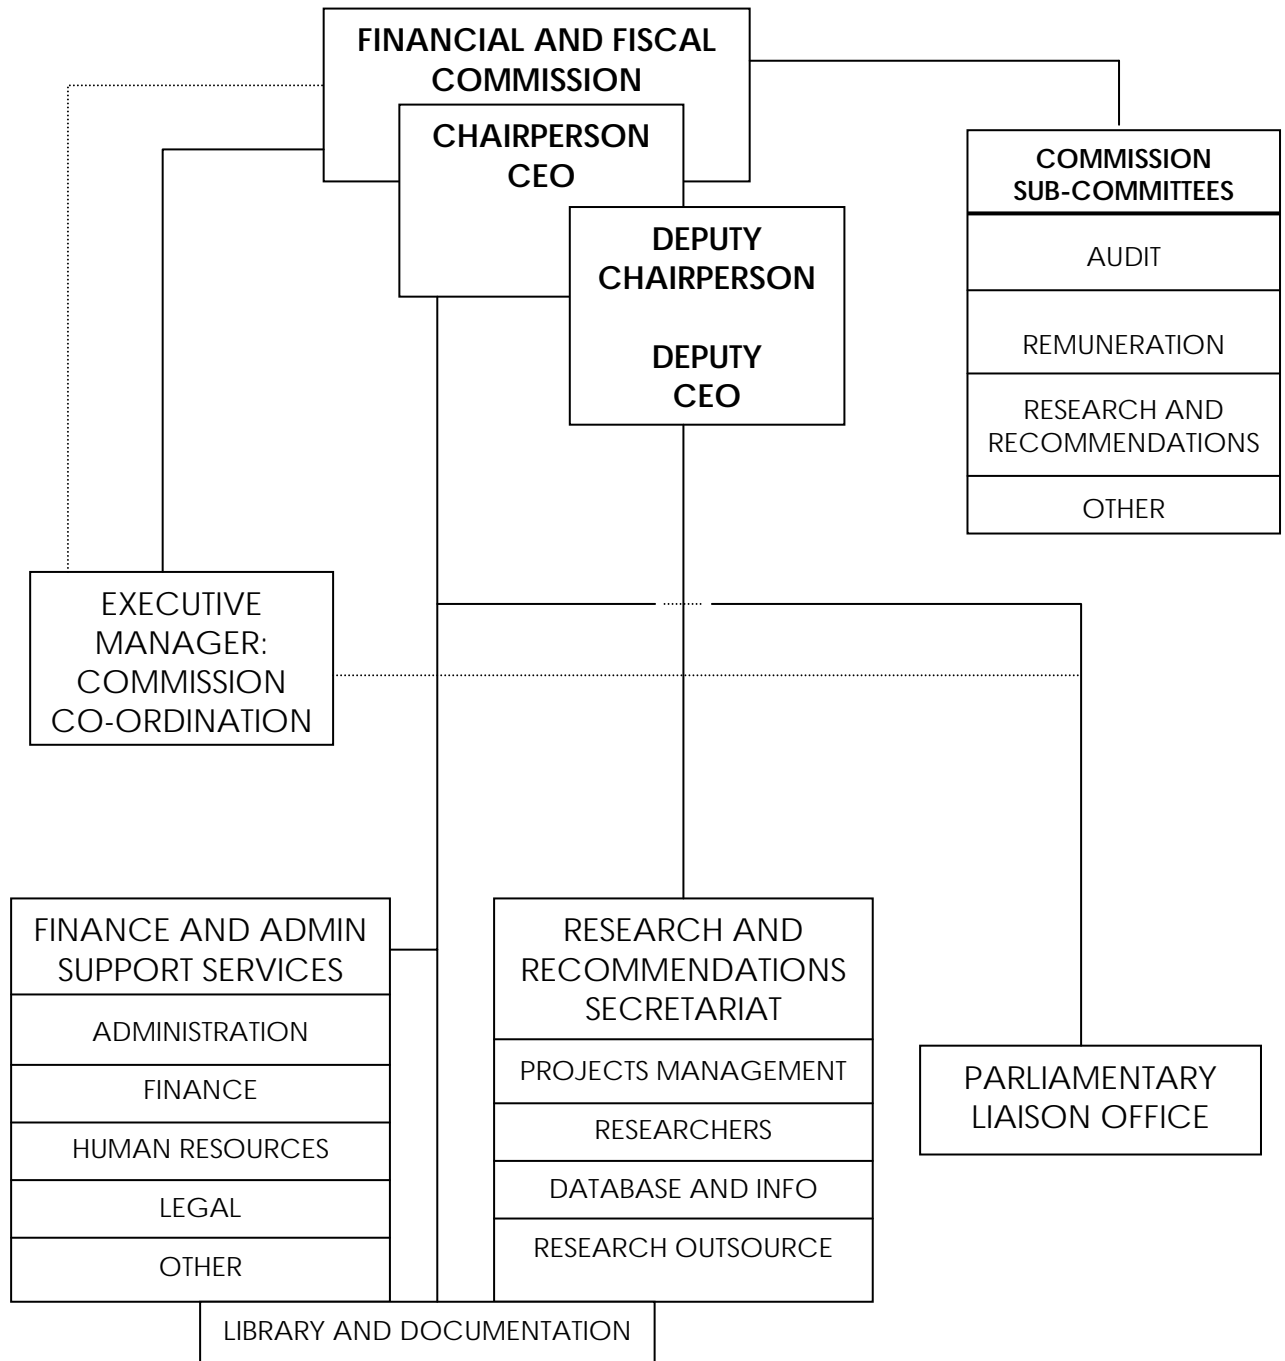 FINANCIAL AND FISCAL
COMMISSION
CHAIRPERSON
CEO
DEPUTY
CHAIRPERSON
DEPUTY
CEO
COMMISSION
SUB-COMMITTEES
AUDIT
REMUNERATION
RESEARCH AND
RECOMMENDATIONS
OTHER
EXECUTIVE
MANAGER:
COMMISSION
CO-ORDINATION
FINANCE AND ADMIN
SUPPORT SERVICES
ADMINISTRATION
FINANCE
HUMAN RESOURCES
LEGAL
OTHER
RESEARCH AND
RECOMMENDATIONS
SECRETARIAT
PROJECTS MANAGEMENT
RESEARCHERS
DATABASE AND INFO
RESEARCH OUTSOURCE
PARLIAMENTARY
LIAISON OFFICE
LIBRARY AND DOCUMENTATION